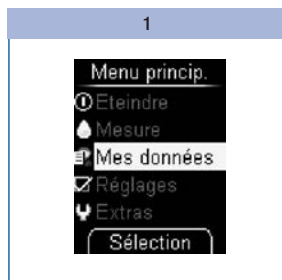 1
Menu princip.
Eteindre
Mesure
Mes données
Réglages
Extras
Sélection